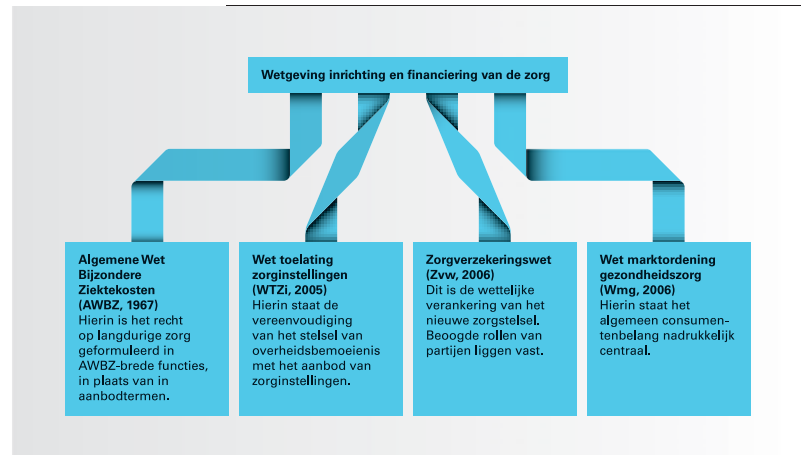 Wetgeving inrichting en financiering van de zorg
Algemene Wet
Bijzondere
Ziektekosten
(AWBZ, 1967)
Hierin is het recht
op langdurige zorg
geformuleerd in
AWBZ-brede functies,
in plaats van in
aanbodtermen.
Wet toelating
zorginstellingen
(WTZi, 2005)
Hierin staat de
vereenvoudiging
van het stelsel van
overheidsbemoeienis
met het aanbod van
zorginstellingen.
Zorgverzekeringswet
(Zvw, 2006)
Dit is de wettelijke
verankering van het
nieuwe zorgstelsel.
Beoogde rollen van
partijen liggen vast.
Wet marktordening
gezondheidszorg
(Wmg, 2006)
Hierin staat het
algemeen consumen-
tenbelang nadrukkelijk
centraal.